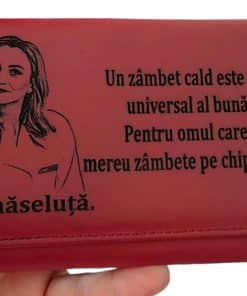 Un zâmbet cald este
universal al bună
Pentru omul care
mereu zâmbete pe chip
năseluță.